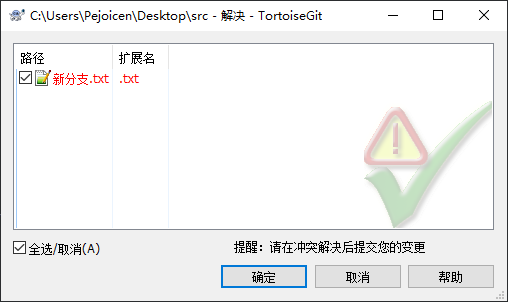 C:\Users\Pejoicen\Desktop\src - 解决 - TortoiseGit
路径 扩展名
新分支.txt .txt
全选/取消(A) 提醒：请在冲突解决后提交您的变更
确定 取消 帮助